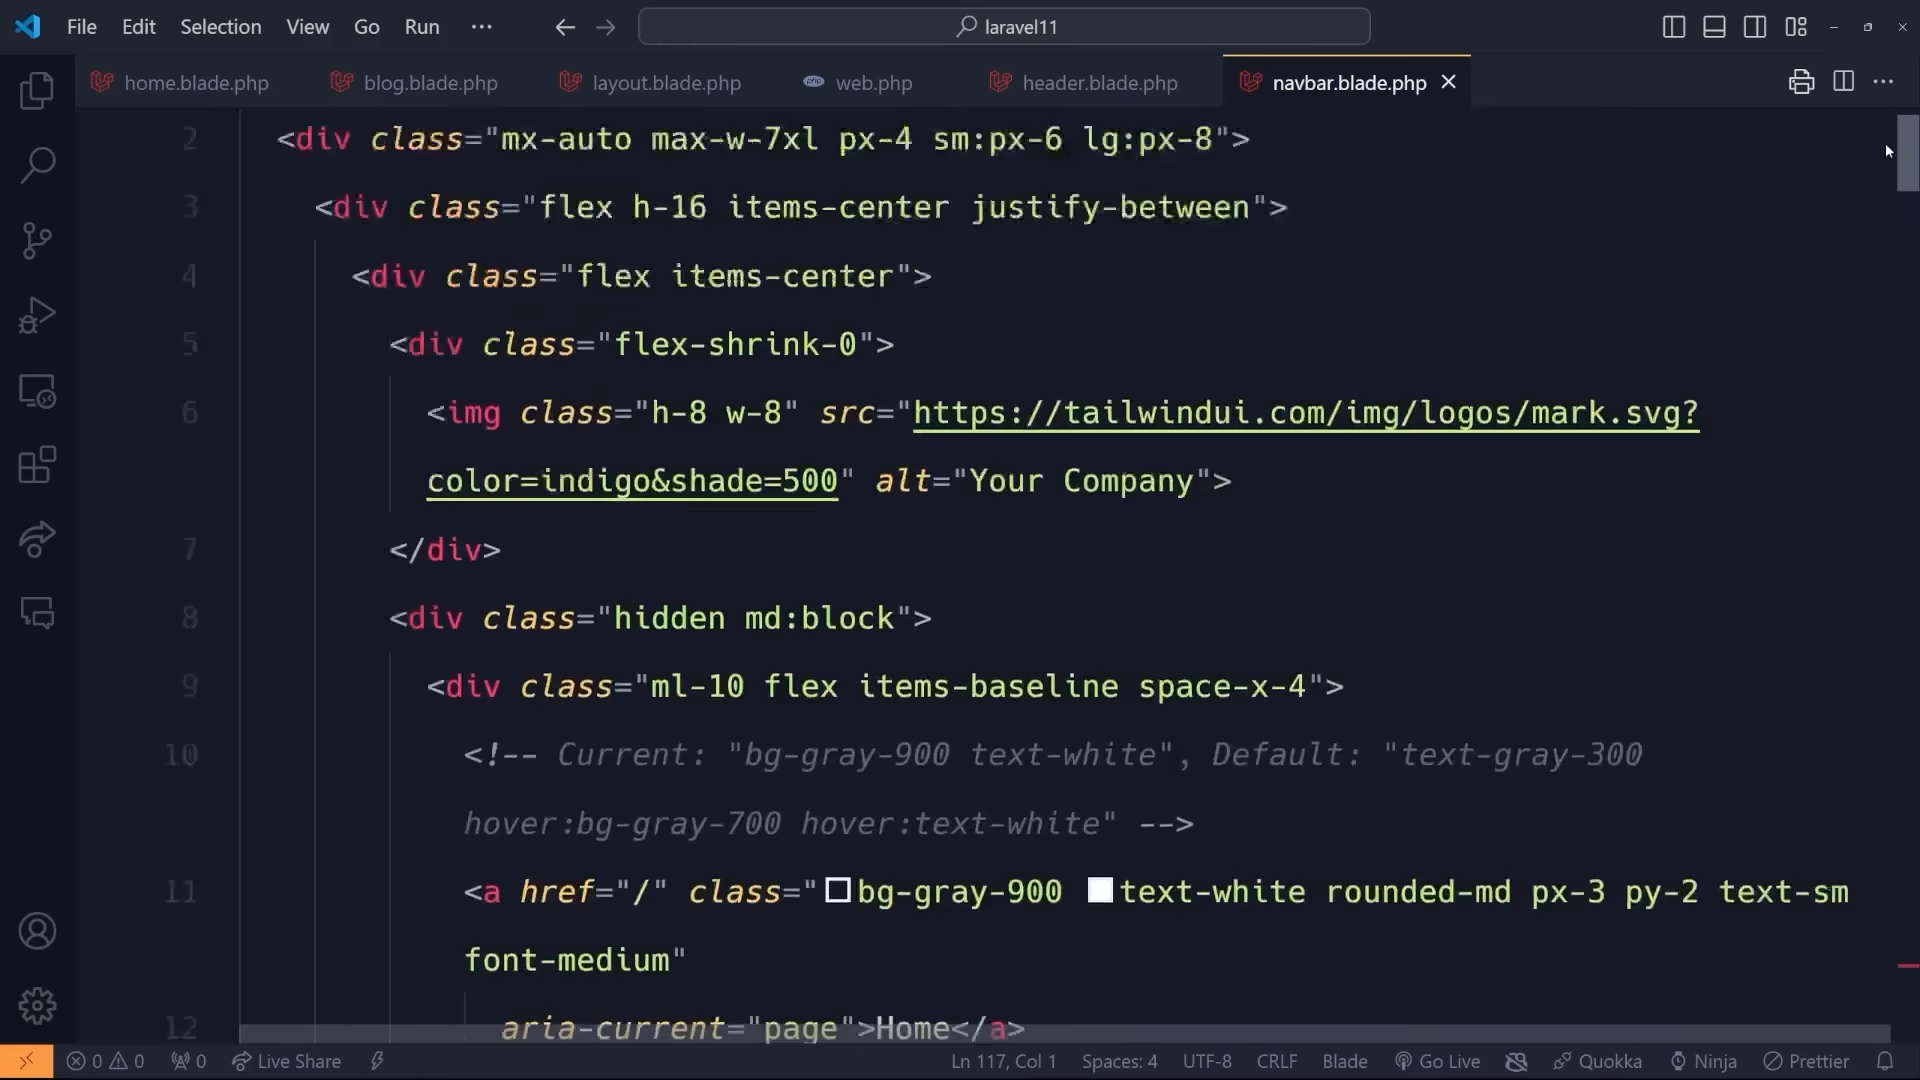 File Edit Selection View Go Run ··· laravel11
home.blade.php blog.blade.php layout.blade.php web.php header.blade.php navbar.blade.php
2 <div class="mx-auto max-w-7xl px-4 sm:px-6 lg:px-8">
3 <div class="flex h-16 items-center justify-between">
4 <div class="flex items-center">
5 <div class="flex-shrink-0">
6 <img class="h-8 w-8" src="https://tailwindui.com/img/logos/mark.svg?
color=indigo&shade=500" alt="Your Company">
7 </div>
8 <div class="hidden md:block">
9 <div class="ml-10 flex items-baseline space-x-4">
10 <!-- Current: "bg-gray-900 text-white", Default: "text-gray-300
hover:bg-gray-700 hover:text-white" -->
11 <a href="/" class="bg-gray-900 text-white rounded-md px-3 py-2 text-sm
font-medium"
12 aria-current="page">Home</a>
0 0 0 Live Share Ln 117, Col 1 Spaces: 4 UTF-8 CRLF Blade Go Live Quokka Ninja Prettier